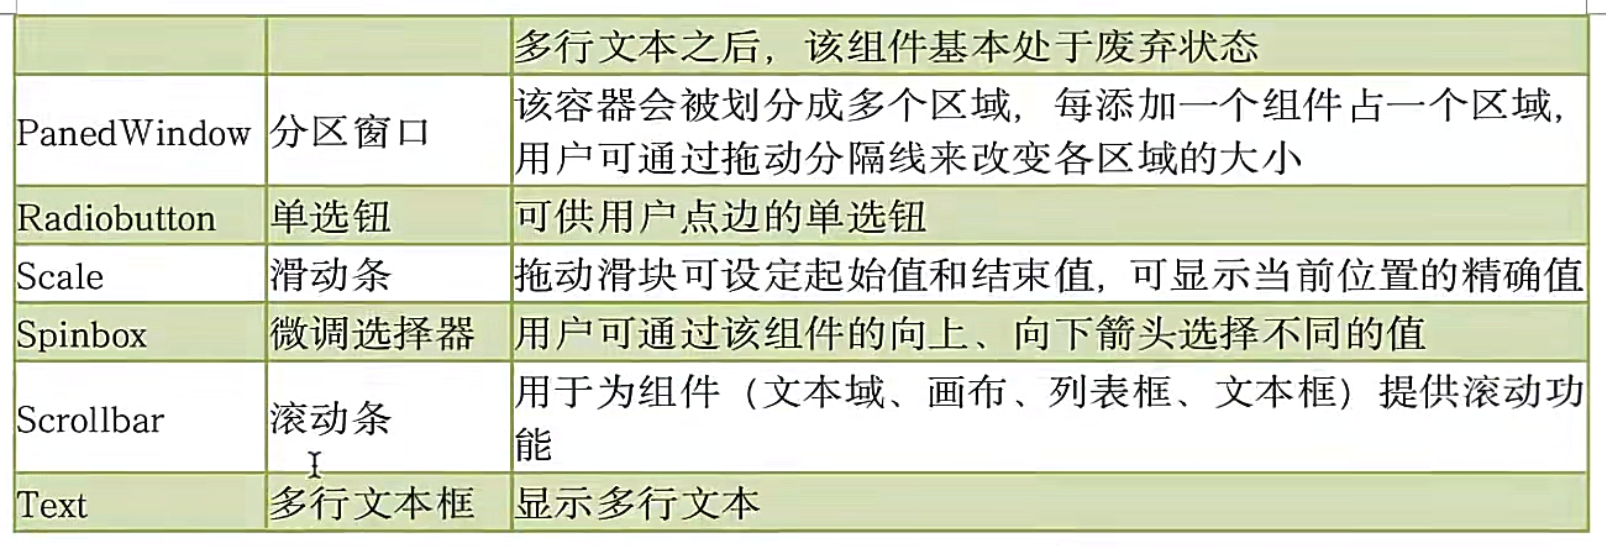 多行文本之后，该组件基本处于废弃状态
PanedWindow 分区窗口 该容器会被划分成多个区域，每添加一个组件占一个区域，
用户可通过拖动分隔线来改变各区域的大小
Radiobutton 单选钮 可供用户点边的单选钮
Scale 滑动条 拖动滑块可设定起始值和结束值，可显示当前位置的精确值
Spinbox 微调选择器 用户可通过该组件的向上、向下箭头选择不同的值
Scrollbar 滚动条 用于为组件（文本域、画布、列表框、文本框）提供滚动功
能
Text 多行文本框 显示多行文本